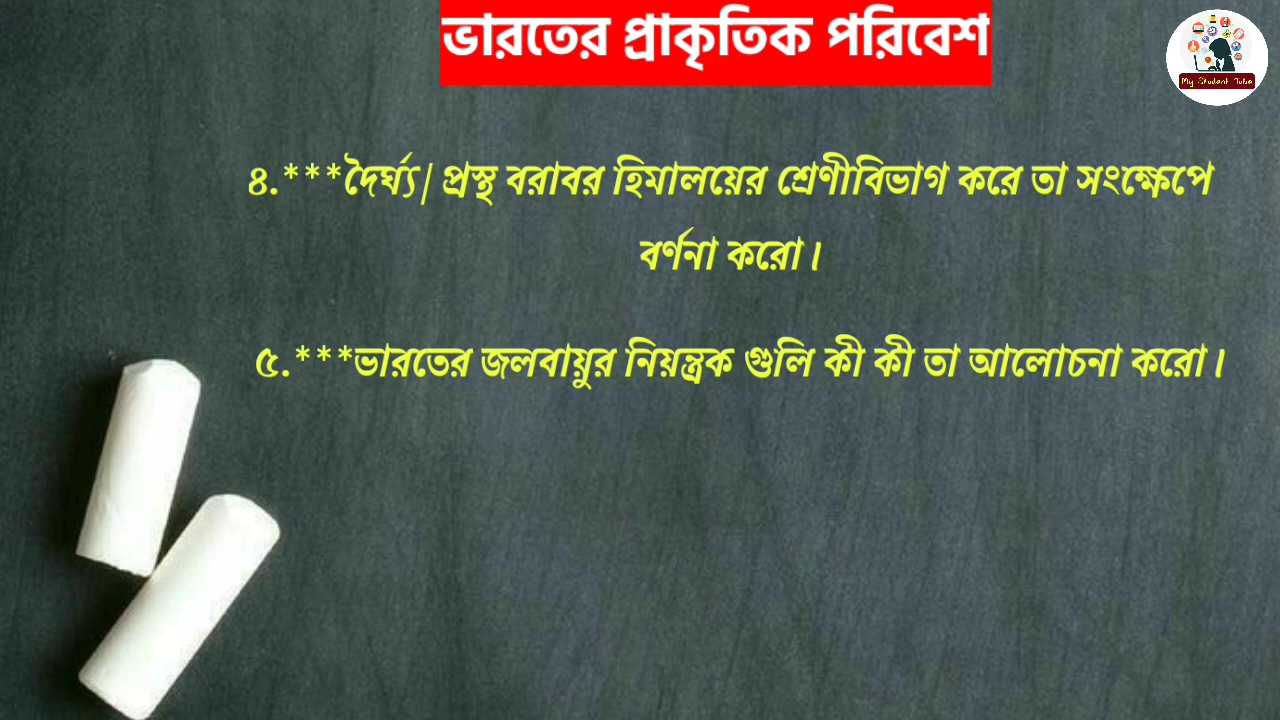 ভারতের প্রাকৃতিক পরিবেশ
My Student Tube
৪.***দৈর্ঘ্য/ প্রস্থ বরাবর হিমালয়ের শ্রেণীবিভাগ করে তা সংক্ষেপে
বর্ণনা করো।
৫.***ভারতের জলবায়ুর নিয়ন্ত্রক গুলি কী কী তা আলোচনা করো।